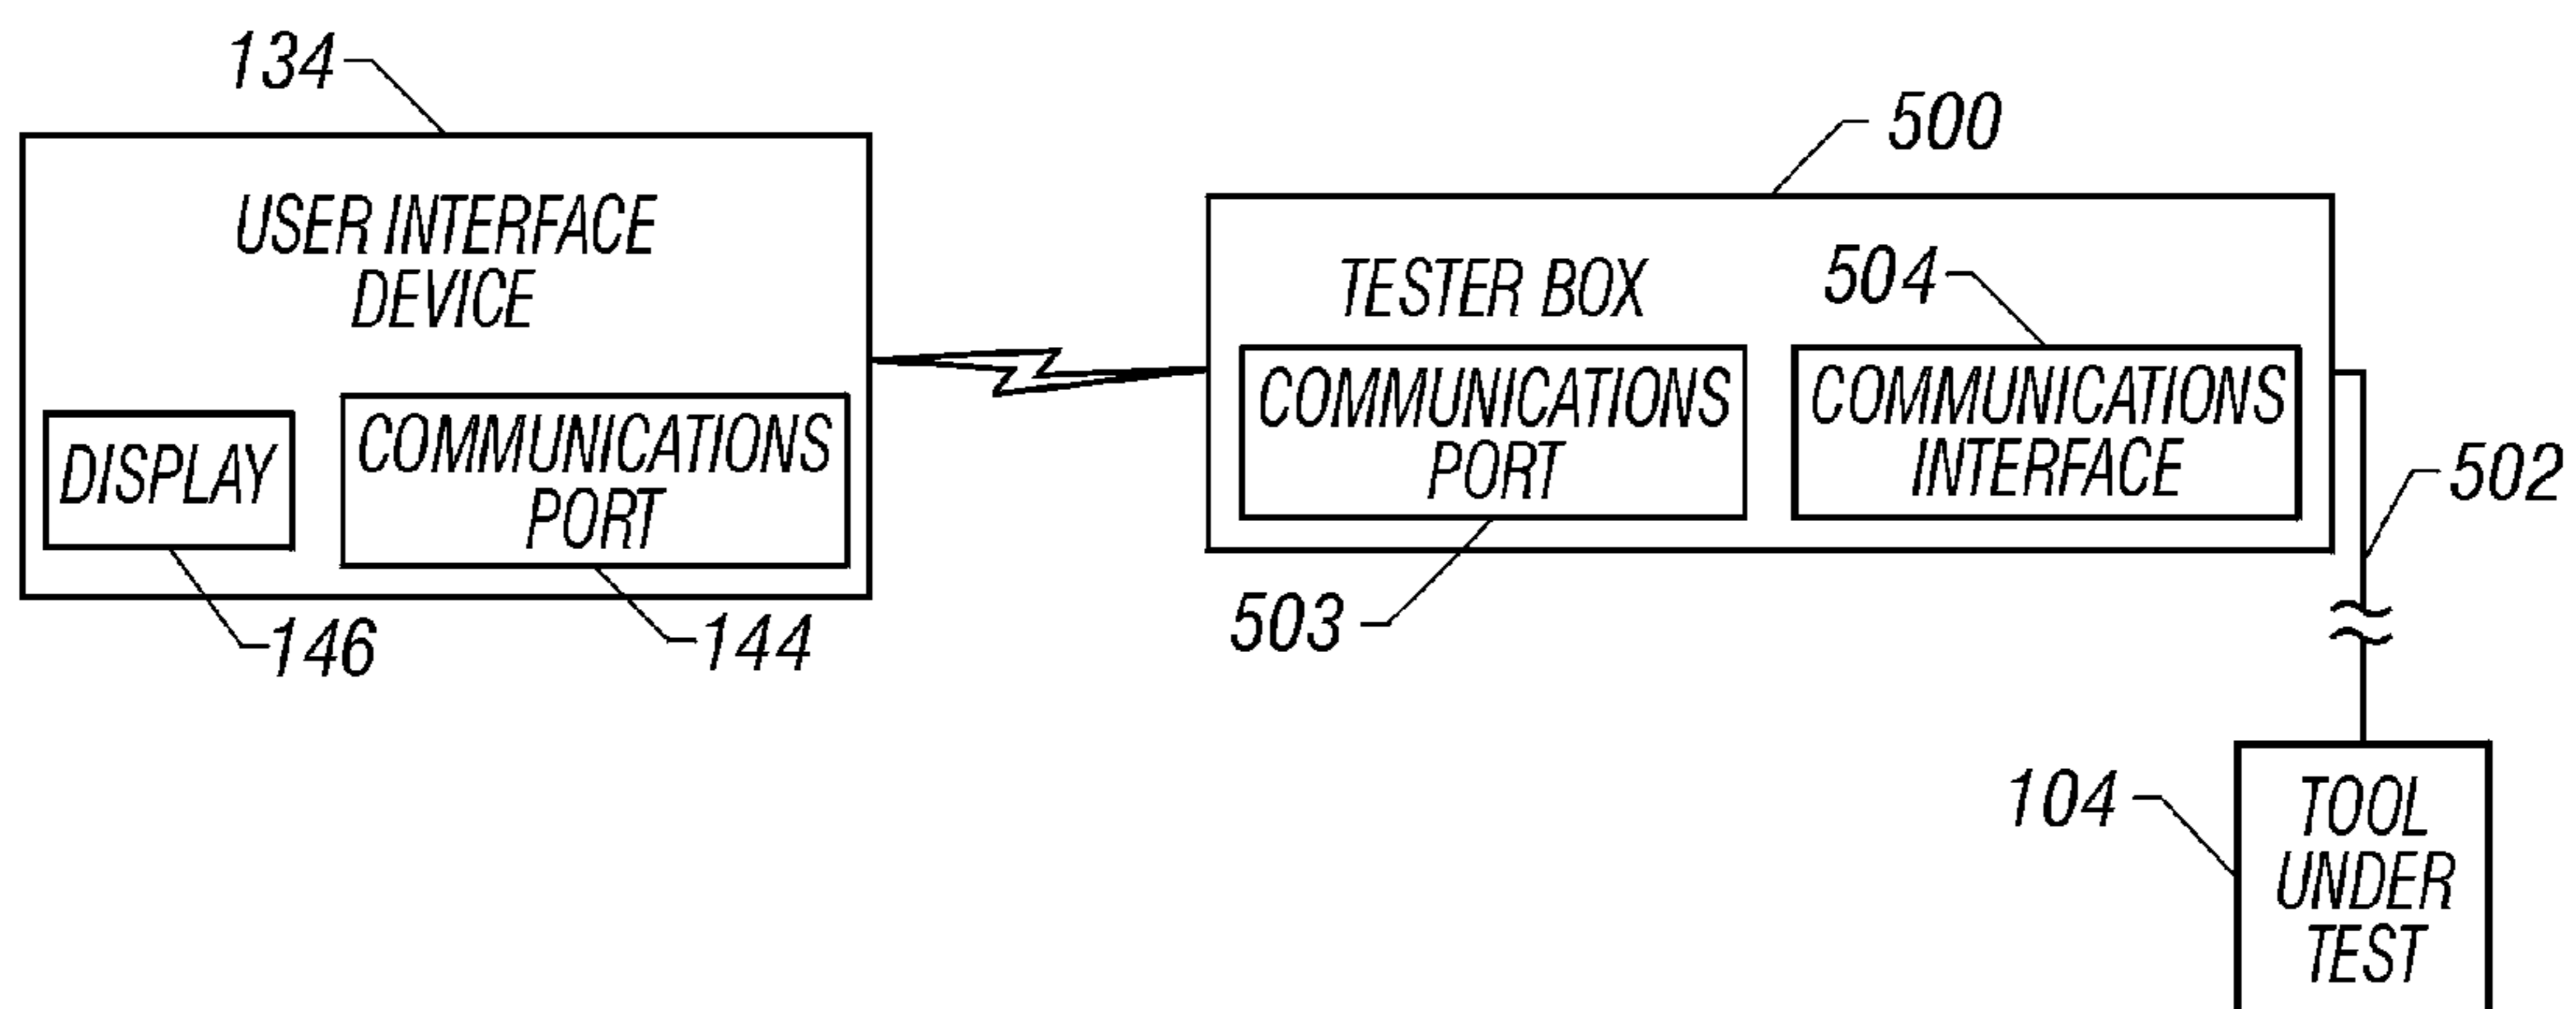 134
USER INTERFACE
DEVICE
DISPLAY
COMMUNICATIONS
PORT
146
144
500
TESTER BOX
504
COMMUNICATIONS
PORT
COMMUNICATIONS
INTERFACE
503
502
104
TOOL
UNDER
TEST